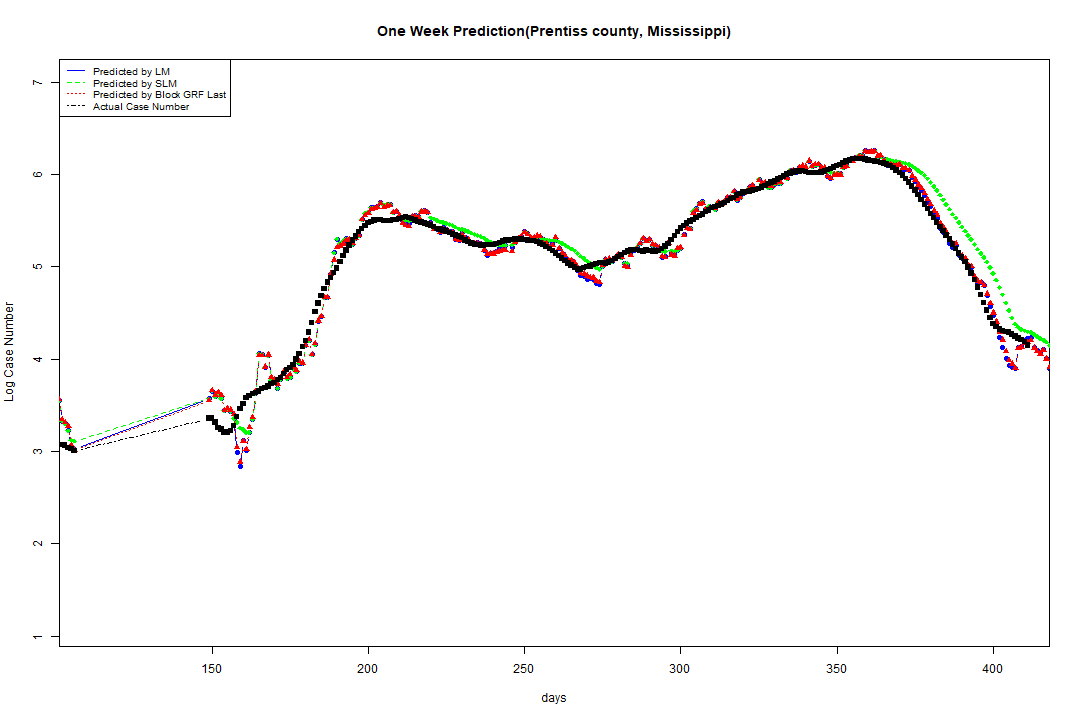 One Week Prediction(Prentiss county, Mississippi)
Predicted by LM
Predicted by SLM
Predicted by Block GRF Last
Actual Case Number
7
6
5
4
3
2
1
Log Case Number
150 200 250 300 350 400
days